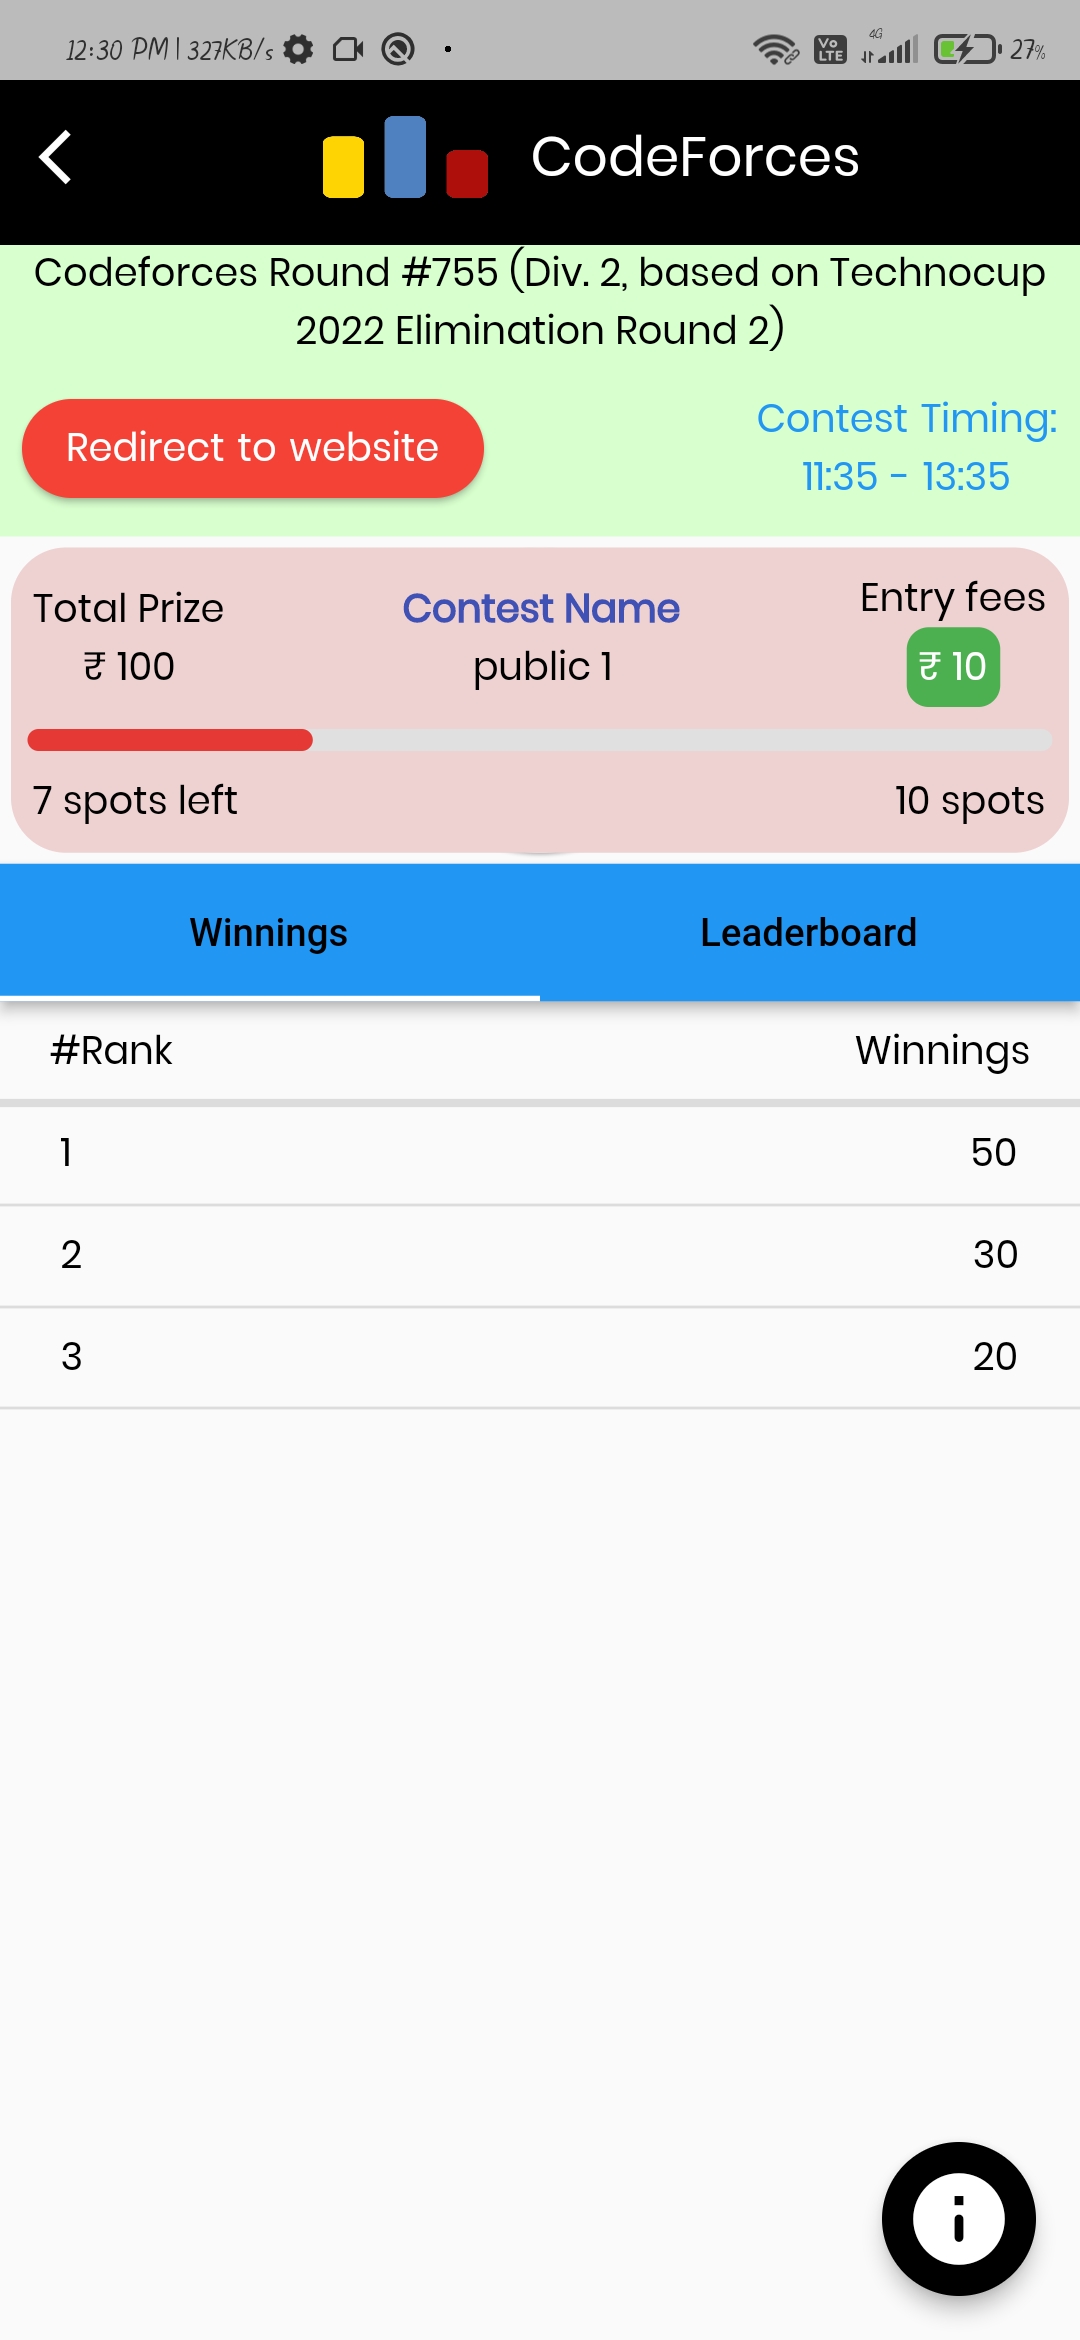 12:30 PM | 327KB/s
Vo LTE 4G 27%
CodeForces
Codeforces Round #755 (Div. 2, based on Technocup
2022 Elimination Round 2)
Redirect to website
Contest Timing:
11:35 - 13:35
Total Prize
₹ 100
Contest Name
public 1
Entry fees
₹ 10
7 spots left
10 spots
Winnings
Leaderboard
#Rank
Winnings
1
50
2
30
3
20